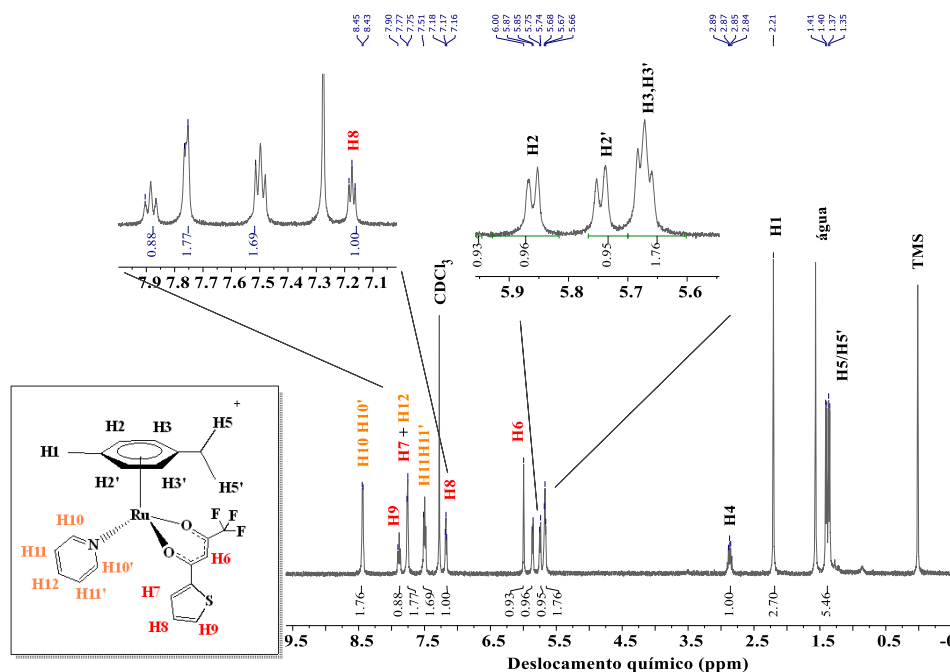 8.45
8.43
7.90
7.77
7.75
7.51
7.18
7.17
7.16
6.00
5.87
5.85
5.75
5.74
5.68
5.67
5.66
2.89
2.87
2.85
2.84
2.21
1.41
1.40
1.37
1.35
H8
0.88
1.77
1.69
1.00
7.9 7.8 7.6 7.5 7.3 7.2 7.1
H2
H2'
H3,H3'
0.93
0.96
0.95
1.76
5.9 5.8 5.7 5.6
CDCl3
H1
água
TMS
H5/H5'
H10 H10'
H9
H7 + H12
H11H11'
H8
H6
H4
+
H2 H3 H5
H1
H2' H3' H5'
Ru
F
F
F
O
O
N
H10
H11
H12
H10'
H11'
H6
H7
S
H8
H9
1.76
0.88
1.77
1.69
1.00
0.93
0.96
0.95
1.76
1.00
2.70
5.46
9.5 8.5 7.5 6.5 5.5 4.5 3.5 2.5 1.5 0.5 -0
Deslocamento químico (ppm)